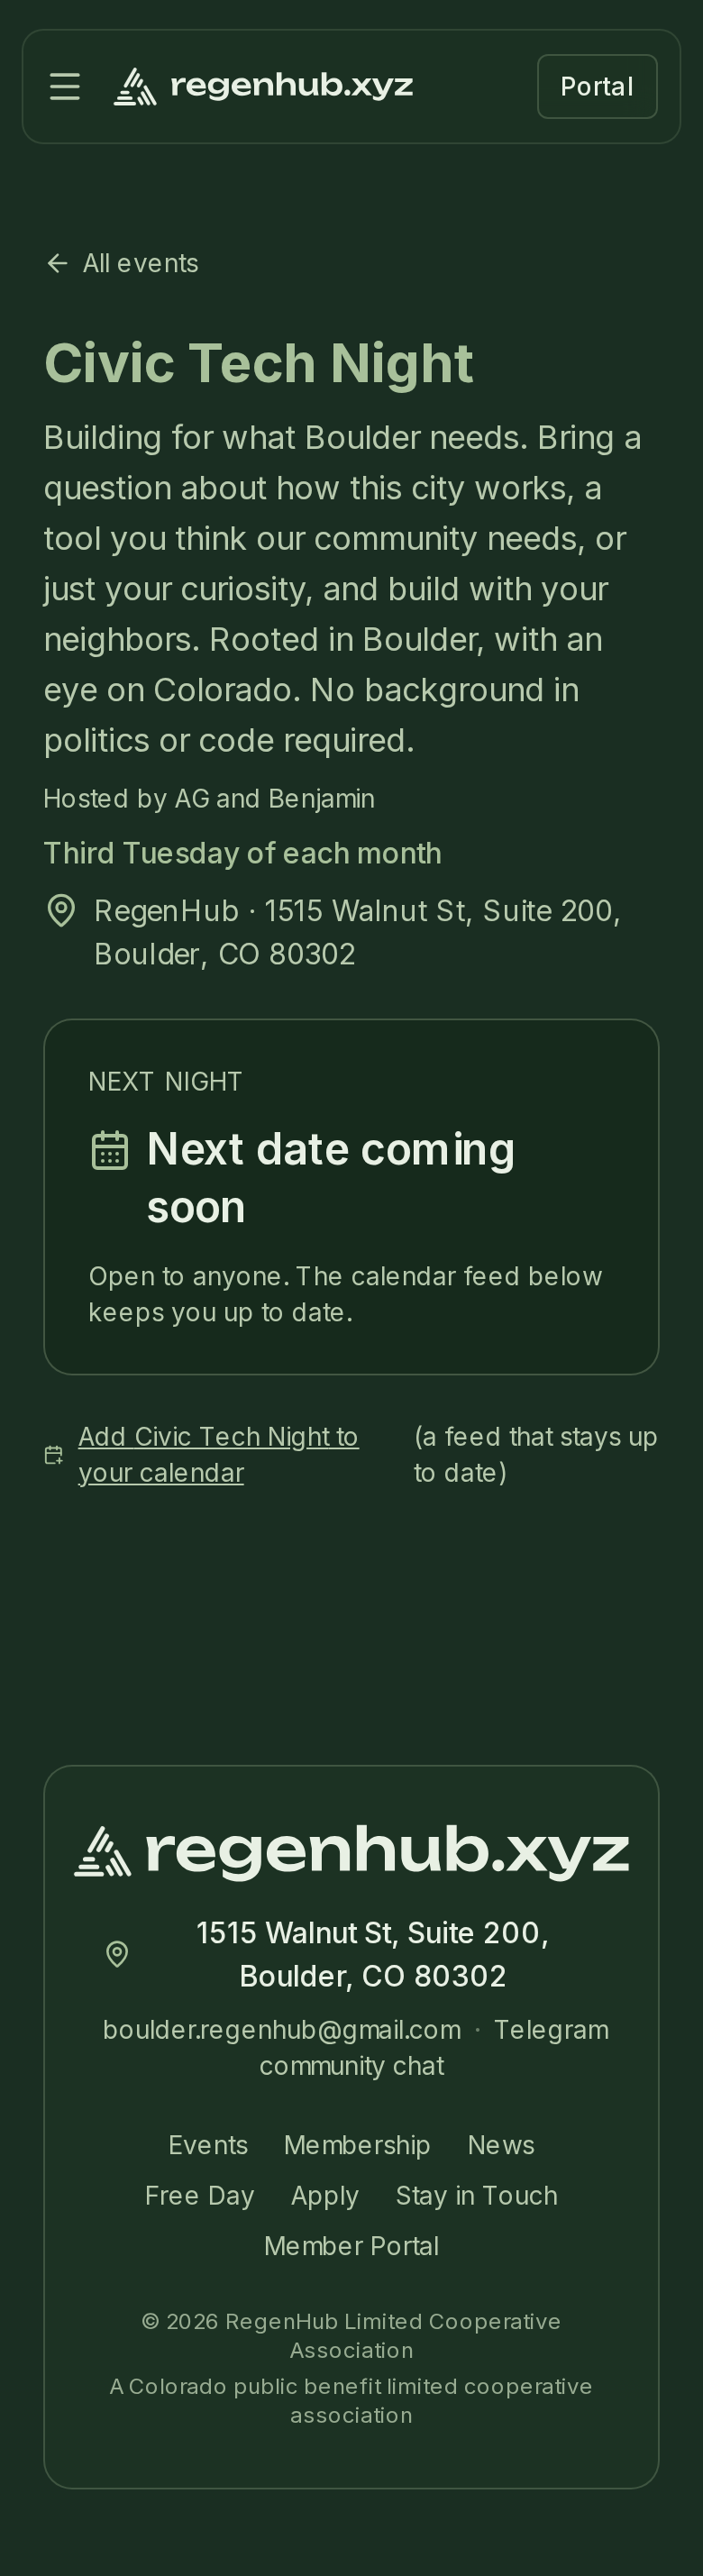 regenhub.xyz
Portal
All events
Civic Tech Night
Building for what Boulder needs. Bring a
question about how this city works, a
tool you think our community needs, or
just your curiosity, and build with your
neighbors. Rooted in Boulder, with an
eye on Colorado. No background in
politics or code required.
Hosted by AG and Benjamin
Third Tuesday of each month
RegenHub · 1515 Walnut St, Suite 200,
Boulder, CO 80302
NEXT NIGHT
Next date coming
soon
Open to anyone. The calendar feed below
keeps you up to date.
Add Civic Tech Night to
your calendar
(a feed that stays up
to date)
regenhub.xyz
1515 Walnut St, Suite 200,
Boulder, CO 80302
boulder.regenhub@gmail.com · Telegram
community chat
Events Membership News
Free Day Apply Stay in Touch
Member Portal
© 2026 RegenHub Limited Cooperative
Association
A Colorado public benefit limited cooperative
association